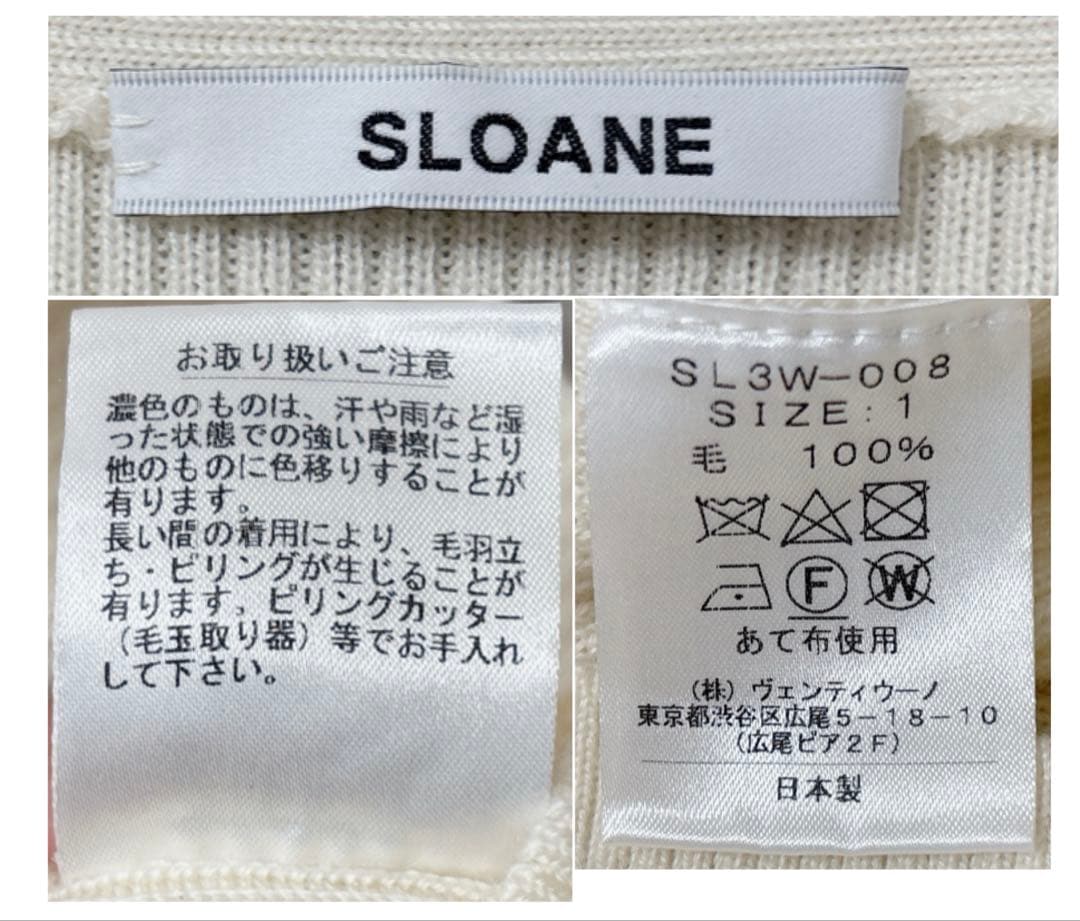 SLOANE
お取り扱いご注意
濃色のものは、汗や雨など湿
った状態での強い摩擦により
他のものに色移りすることが
有ります。
長い間の着用により、毛羽立
ち・ピリングが生じることが
有ります。ピリングカッター
（毛玉取り器）等でお手入れ
して下さい。
SL3W-008
SIZE:1
毛 100%
F W
あて布使用
（株）ヴェンティウーノ
東京都渋谷区広尾5-18-10
（広尾ピア2F）
日本製